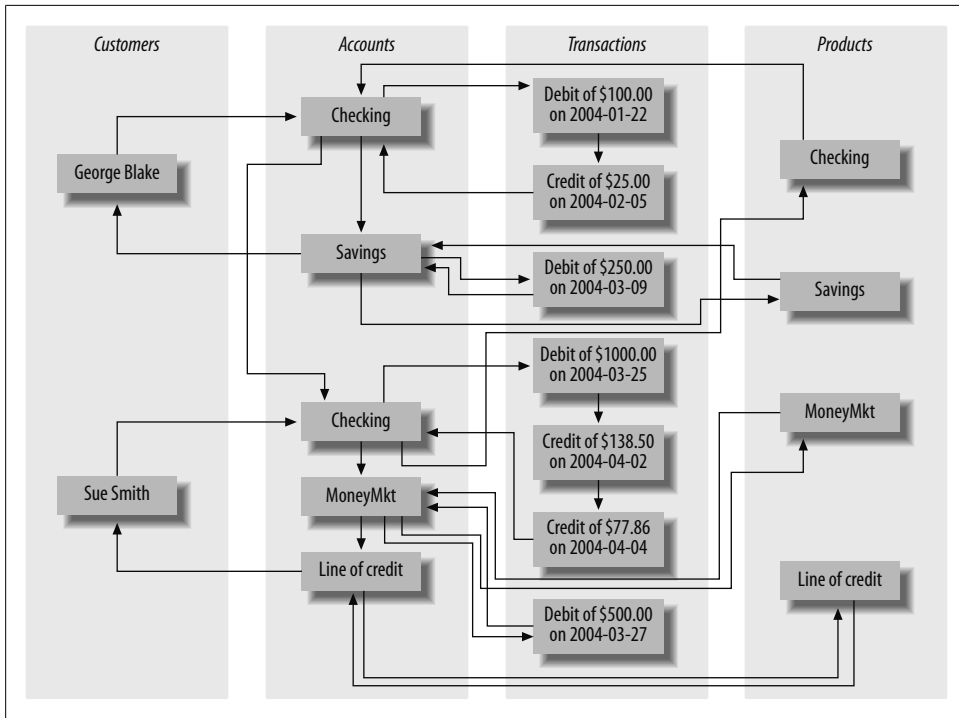 Customers
Accounts
Transactions
Products
George Blake
Sue Smith
Checking
Savings
Checking
MoneyMkt
Line of credit
Debit of $100.00
on 2004-01-22
Credit of $25.00
on 2004-02-05
Debit of $250.00
on 2004-03-09
Debit of $1000.00
on 2004-03-25
Credit of $138.50
on 2004-04-02
Credit of $77.86
on 2004-04-04
Debit of $500.00
on 2004-03-27
Checking
Savings
MoneyMkt
Line of credit